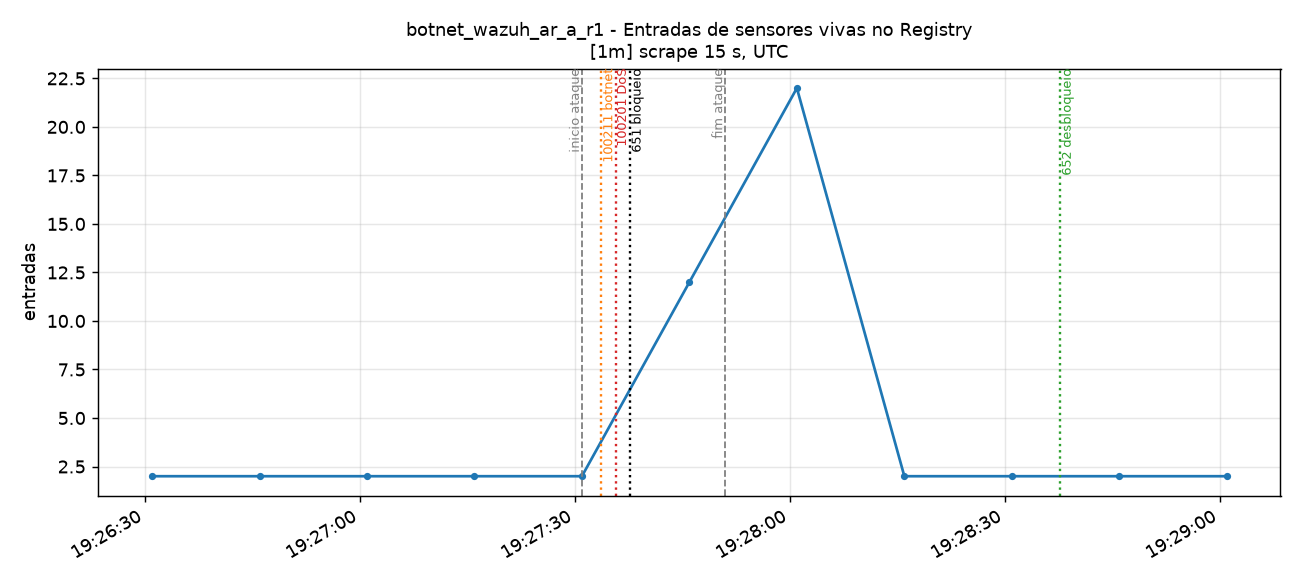 botnet_wazuh_ar_a_r1 - Entradas de sensores vivas no Registry
[1m] scrape 15 s, UTC
entradas
22.5
20.0
17.5
15.0
12.5
10.0
7.5
5.0
2.5
inicio ataque
100211 botnet
100201 DoS
651 bloqueio
fim ataque
652 desbloqueio
19:26:30
19:27:00
19:27:30
19:28:00
19:28:30
19:29:00